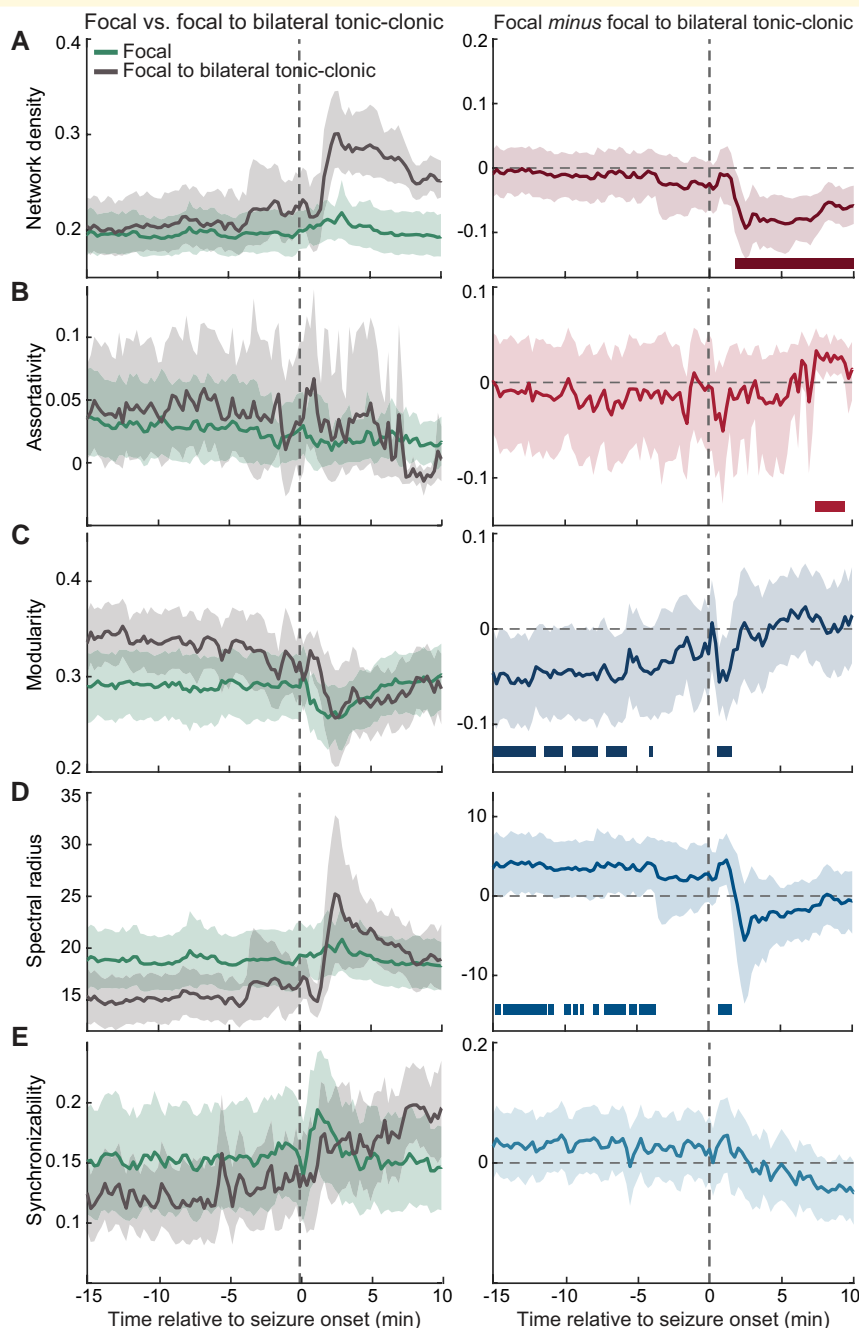 Focal vs. focal to bilateral tonic-clonic
Focal minus focal to bilateral tonic-clonic
A
Focal
Focal to bilateral tonic-clonic
Network density
0.4
0.3
0.2
0.2
0.1
0
-0.1
B
Assortativity
0.1
0.05
0
0.1
0
-0.1
C
Modularity
0.4
0.3
0.2
0.1
0
-0.1
D
Spectral radius
35
30
25
20
15
10
0
-10
E
Synchronizability
0.2
0.15
0.1
0.2
0
-15 -10 -5 0 5 10
-15 -10 -5 0 5 10
Time relative to seizure onset (min)
Time relative to seizure onset (min)